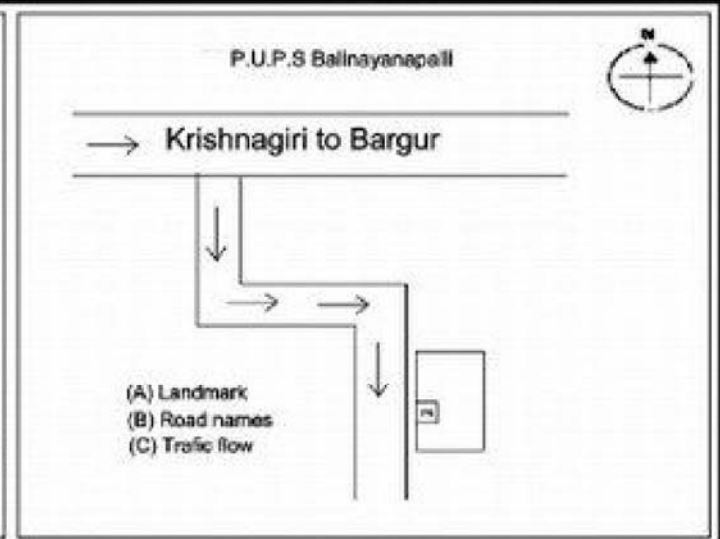 P.U.P.S Balinayanapalli
N
Krishnagiri to Bargur
(A) Landmark
(B) Road names
(C) Trafic flow